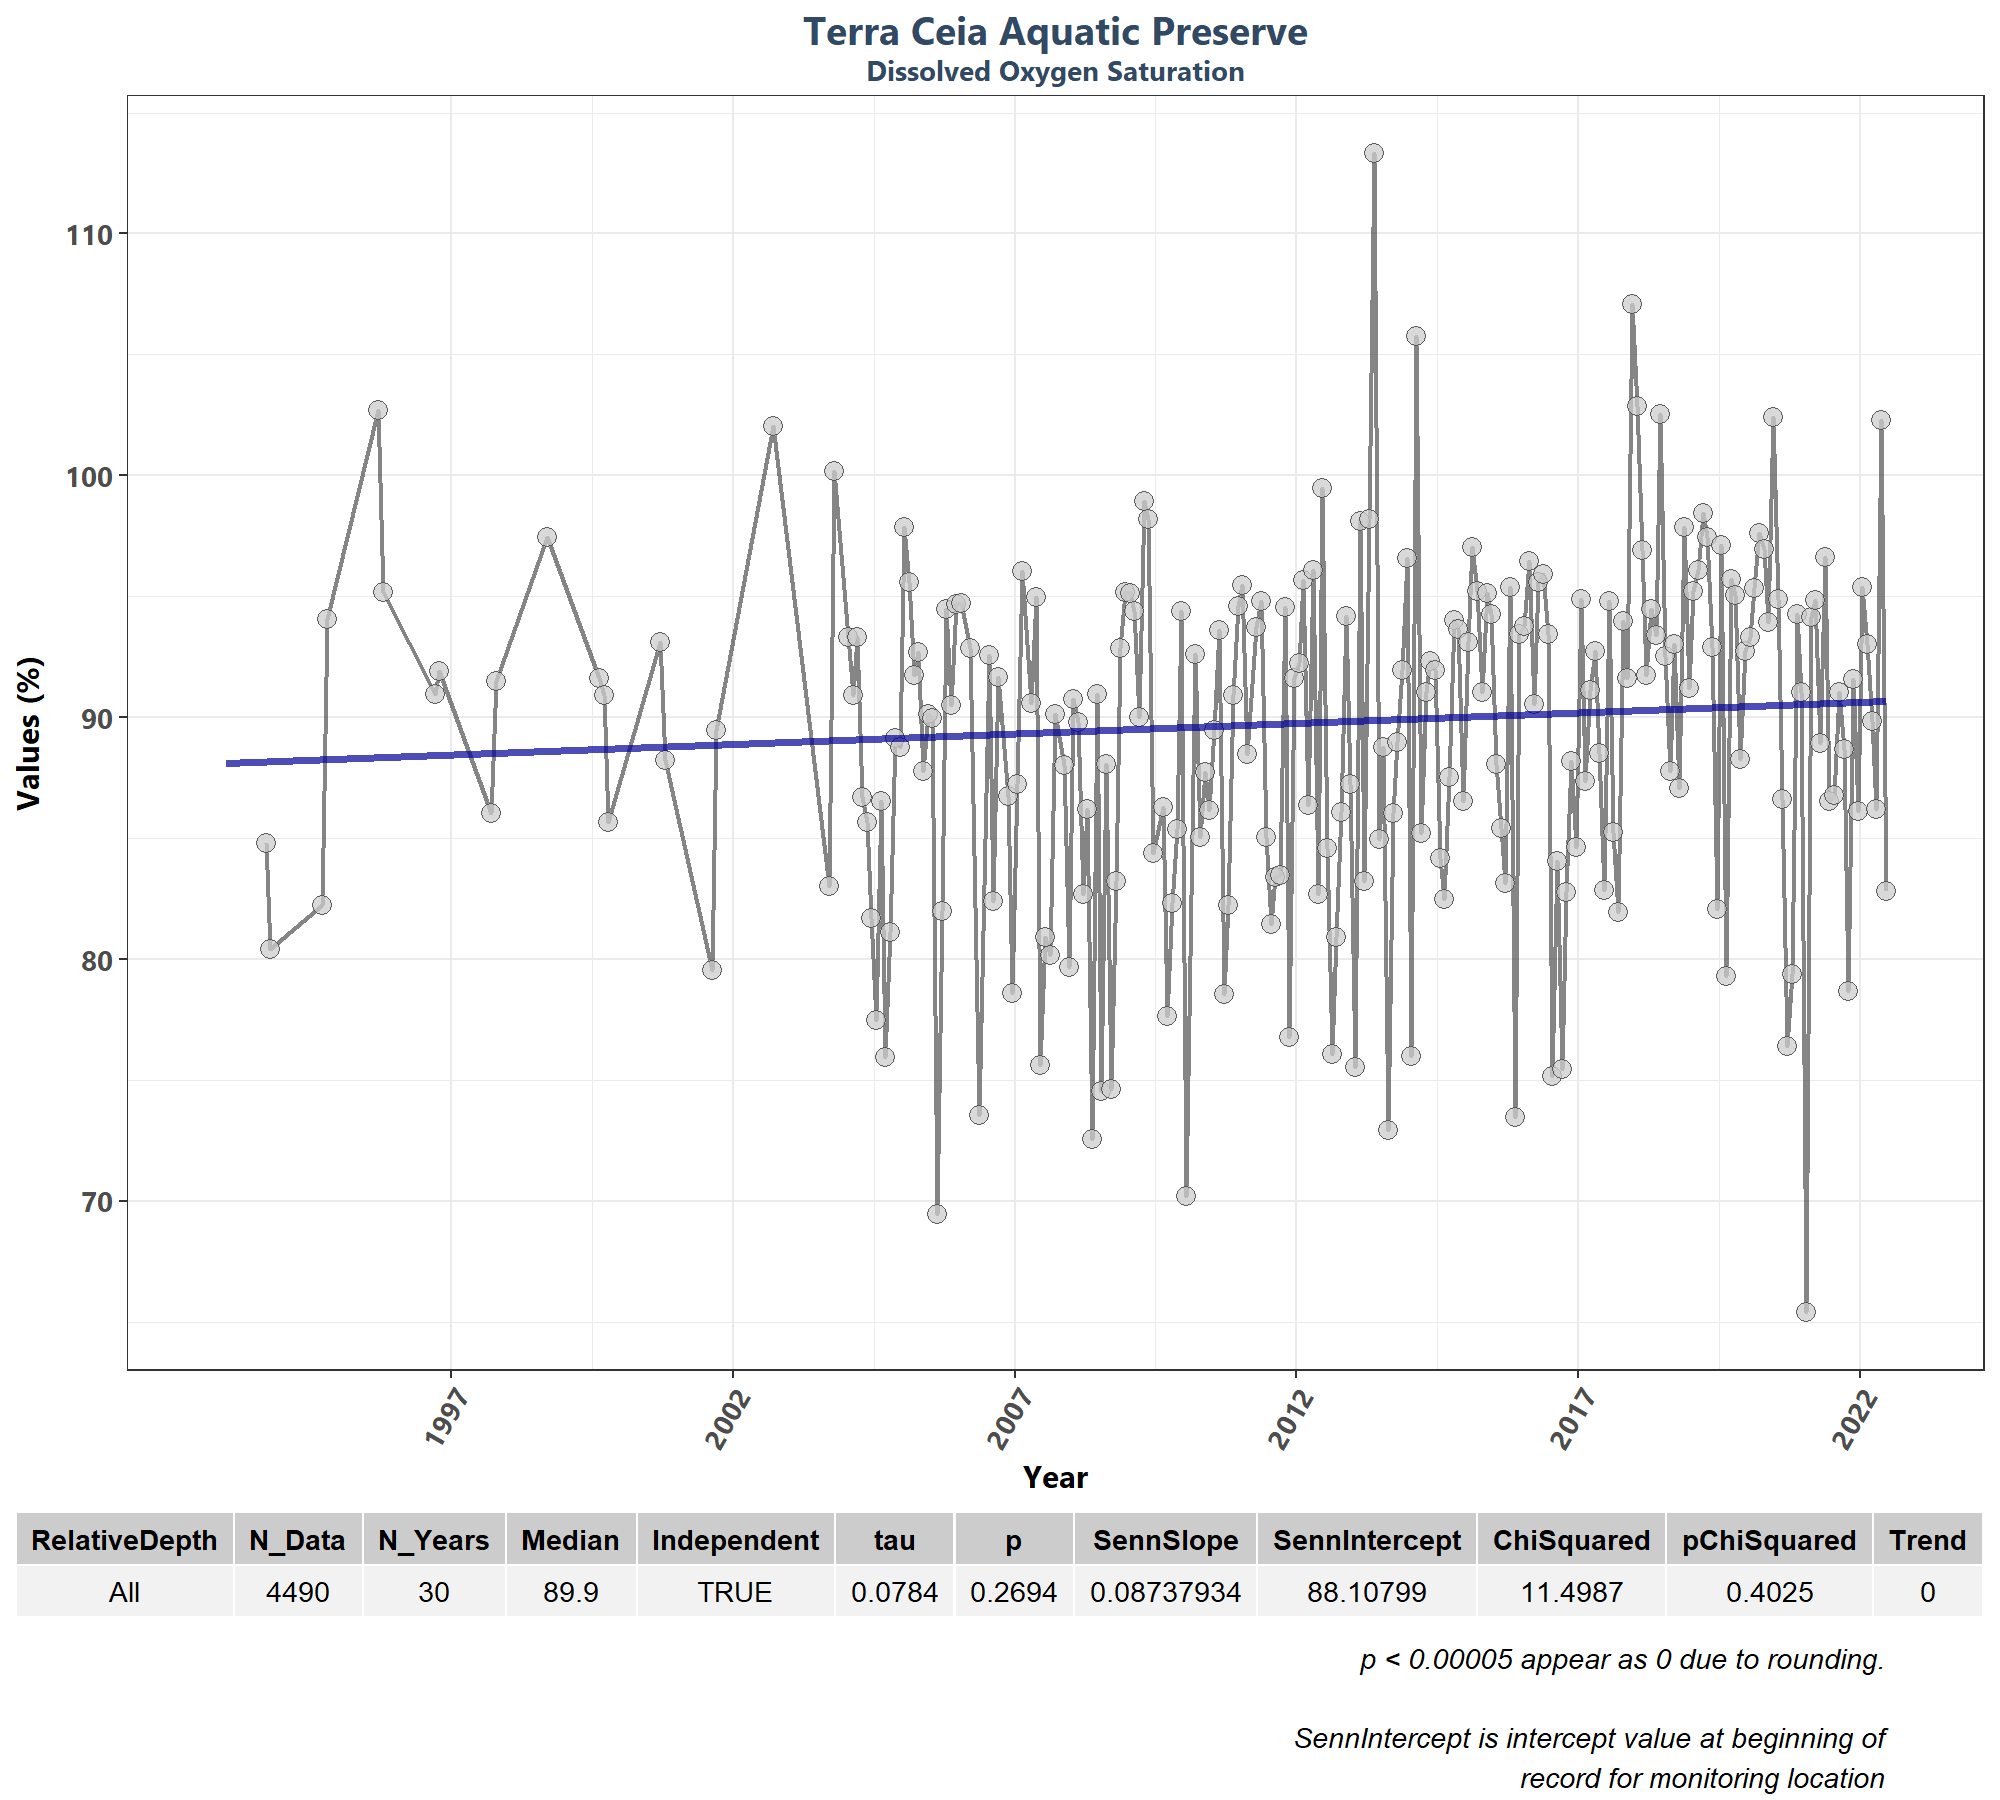 Terra Ceia Aquatic Preserve
Dissolved Oxygen Saturation
Values (%)
110
100
90
80
70
1997 2002 2007 2012 2017 2022
Year
RelativeDepth N_Data N_Years Median Independent tau p SennSlope SennIntercept ChiSquared pChiSquared Trend
All 4490 30 89.9 TRUE 0.0784 0.2694 0.08737934 88.10799 11.4987 0.4025 0
p < 0.00005 appear as 0 due to rounding.
SennIntercept is intercept value at beginning of
record for monitoring location